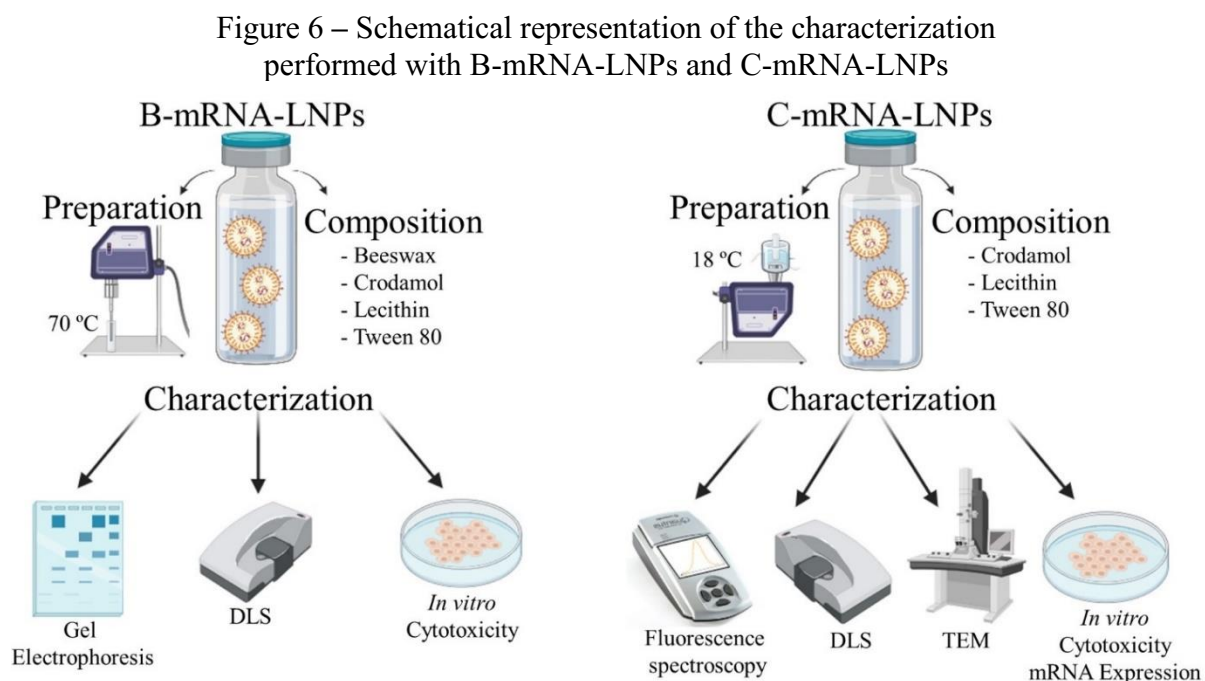 Figure 6 – Schematical representation of the characterization
performed with B-mRNA-LNPs and C-mRNA-LNPs
B-mRNA-LNPs
Preparation
70 ºC
Composition
- Beeswax
- Crodamol
- Lecithin
- Tween 80
Characterization
Gel
Electrophoresis
DLS
In vitro
Cytotoxicity
C-mRNA-LNPs
Preparation
18 ºC
Composition
- Crodamol
- Lecithin
- Tween 80
Characterization
Fluorescence
spectroscopy
DLS
TEM
In vitro
Cytotoxicity
mRNA Expression